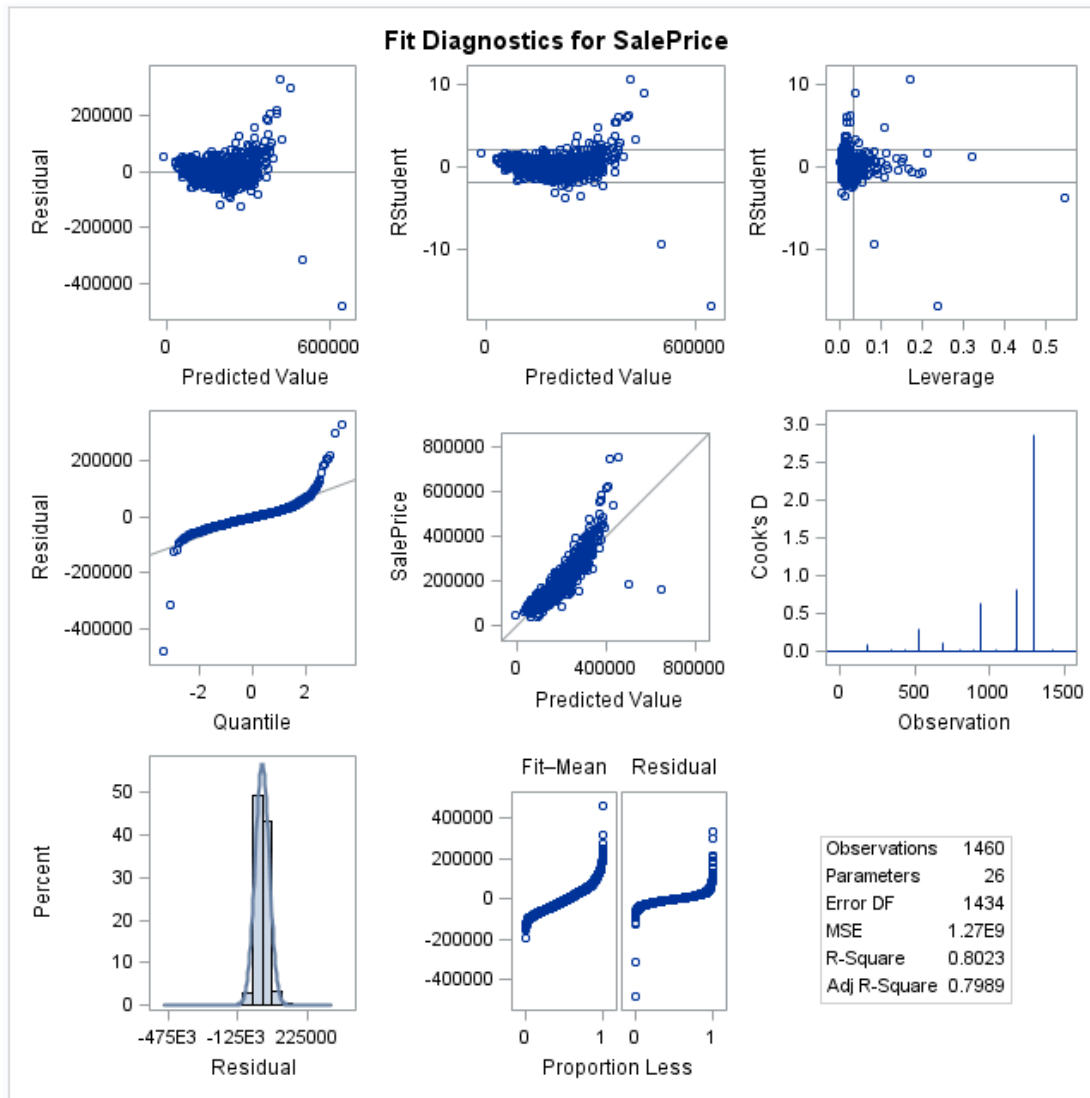 Fit Diagnostics for SalePrice
Residual
200000
0
-200000
-400000
0 600000
Predicted Value
RStudent
10
0
-10
0 600000
Predicted Value
RStudent
10
0
-10
0.0 0.1 0.2 0.3 0.4 0.5
Leverage
Residual
200000
0
-200000
-400000
-2 0 2
Quantile
SalePrice
800000
600000
400000
200000
0
0 400000 800000
Predicted Value
Cook's D
3.0
2.5
2.0
1.5
1.0
0.5
0.0
0 500 1000 1500
Observation
Percent
50
40
30
20
10
0
-475E3 -125E3 225000
Residual
Fit–Mean Residual
400000
200000
0
-200000
-400000
0 1 0 1
Proportion Less
Observations 1460
Parameters 26
Error DF 1434
MSE 1.27E9
R-Square 0.8023
Adj R-Square 0.7989